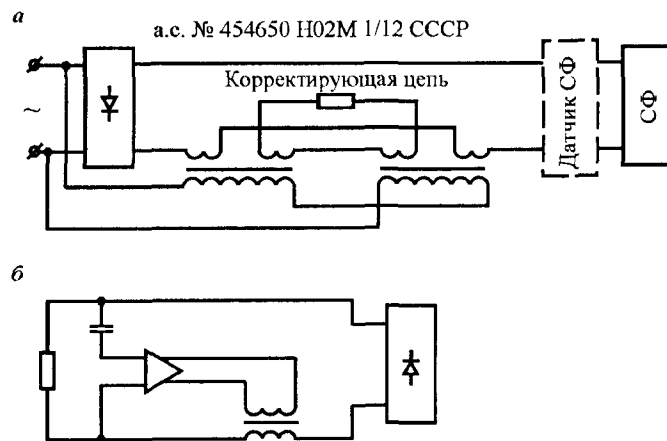 а
а.с. № 454650 Н02М 1/12 СССР
Корректирующая цепь
~
Датчик СФ
СФ
б